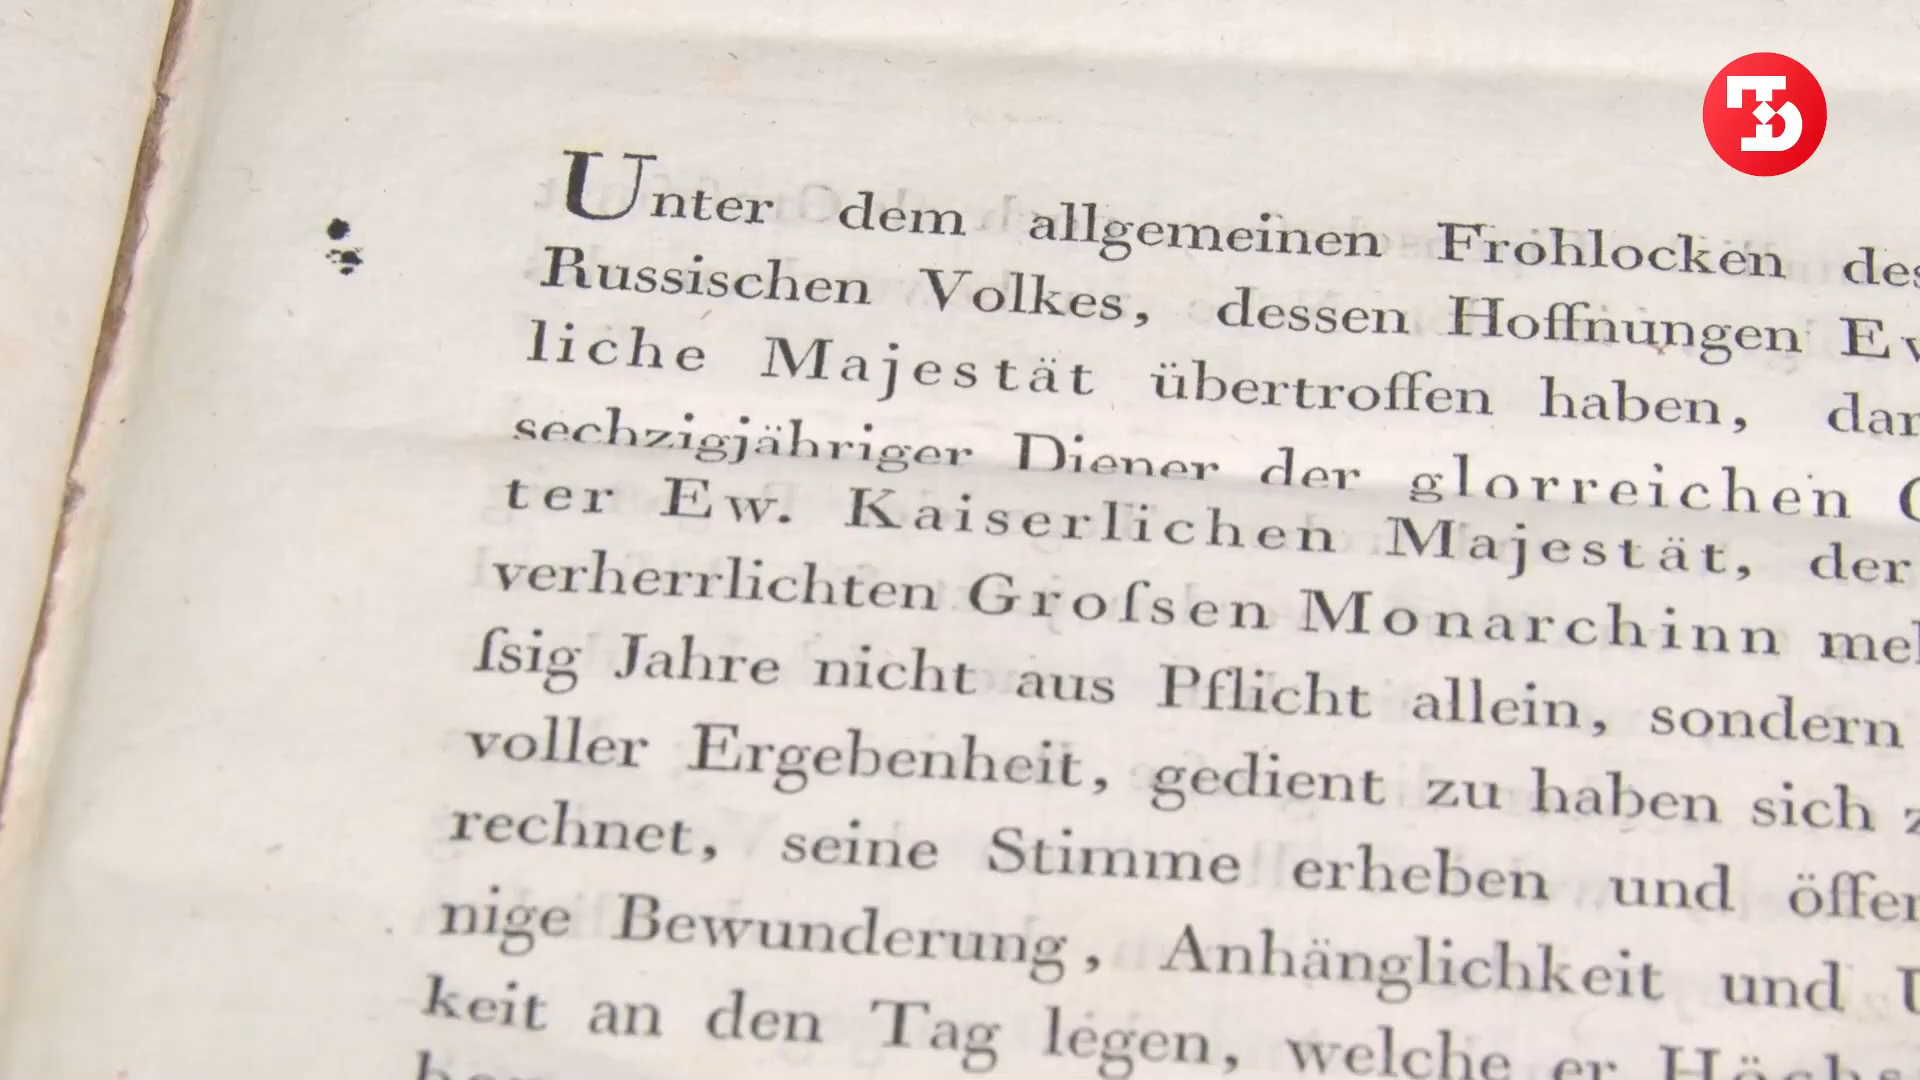 Unter dem allgemeinen Frohlocken des
Russischen Volkes, dessen Hoffnungen Ew
liche Majestät übertroffen haben, dar
sechzigjähriger Diener der glorreichen
ter Ew. Kaiserlichen Majestät, der
verherrlichten Groſsen Monarchinn meh
ſsig Jahre nicht aus Pflicht allein, sondern
voller Ergebenheit, gedient zu haben sich z
rechnet, seine Stimme erheben und öffen
nige Bewunderung, Anhänglichkeit und U
keit an den Tag legen, welche er Höchs